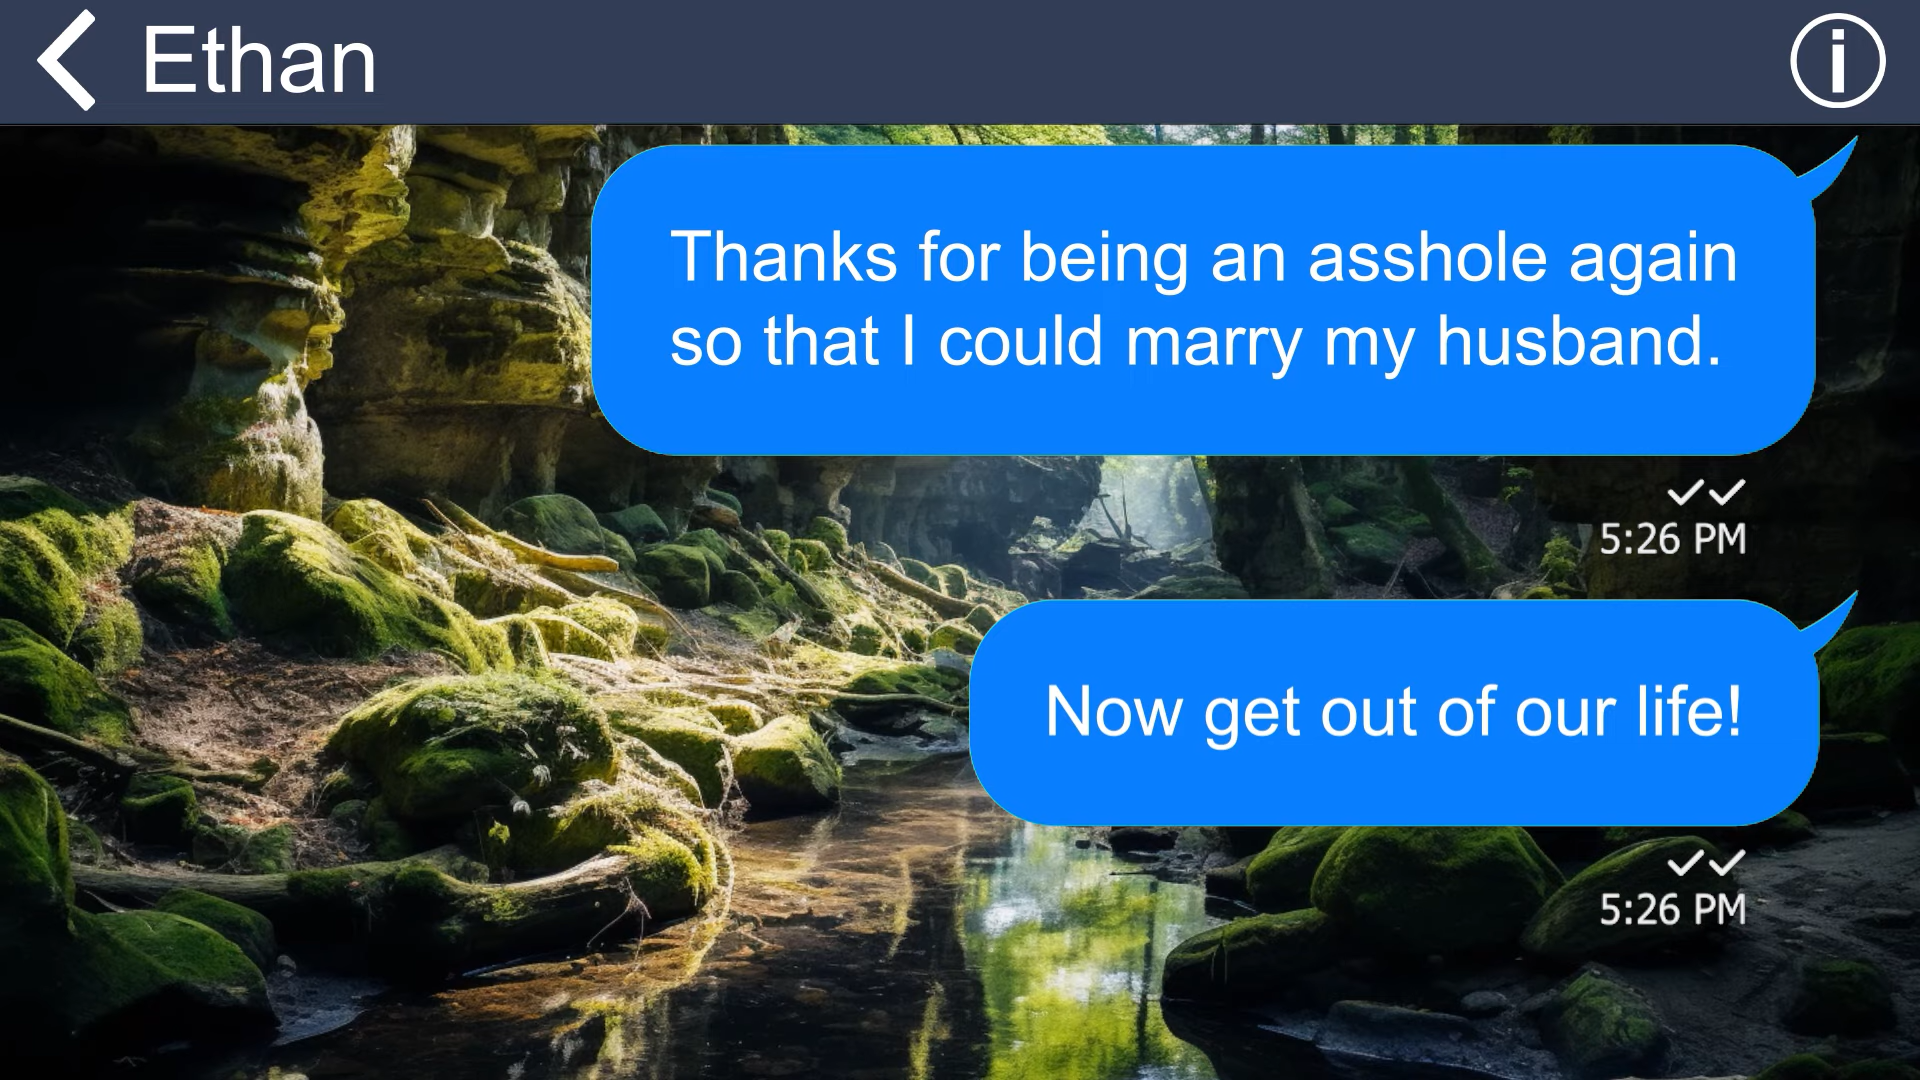 Ethan
Thanks for being an asshole again
so that I could marry my husband.
5:26 PM
Now get out of our life!
5:26 PM